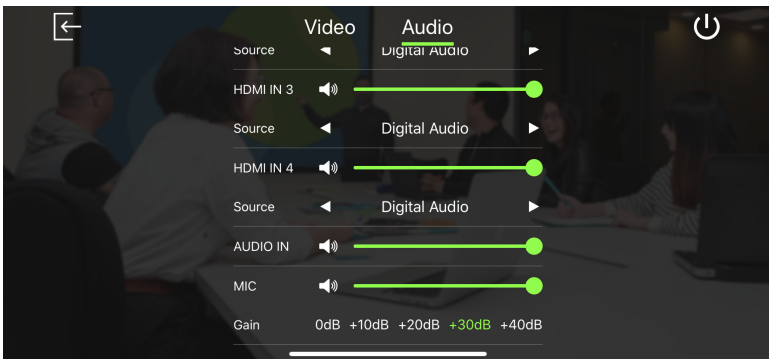 Video Audio
Source Digital Audio
HDMI IN 3
Source Digital Audio
HDMI IN 4
Source Digital Audio
AUDIO IN
MIC
Gain 0dB +10dB +20dB +30dB +40dB